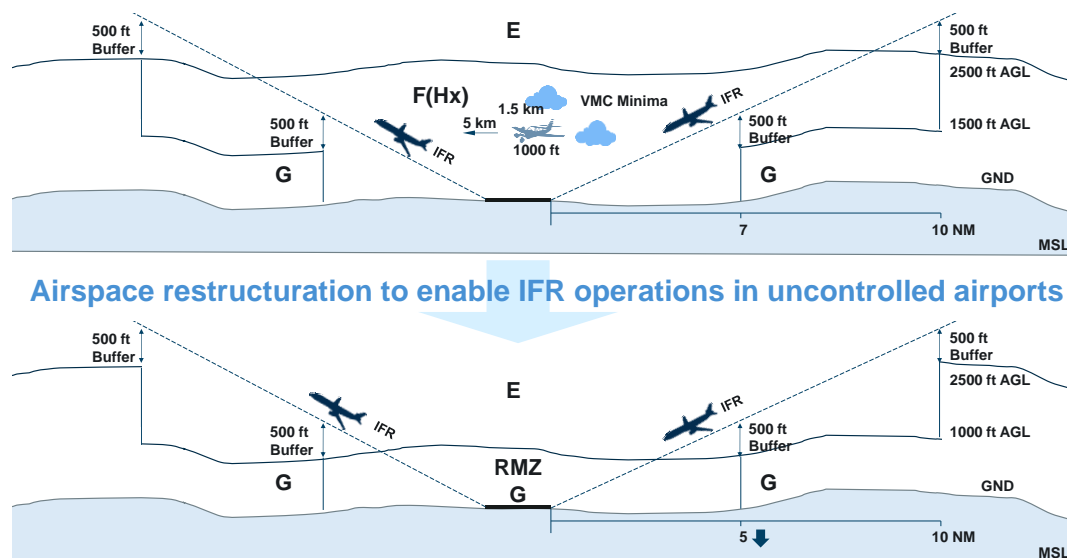 E
500 ft
Buffer
500 ft
Buffer
2500 ft AGL
F(Hx)
1.5 km
VMC Minima
IFR
5 km
1000 ft
500 ft
Buffer
IFR
500 ft
Buffer
1500 ft AGL
G
G
GND
7
10 NM
MSL
Airspace restructuration to enable IFR operations in uncontrolled airports
500 ft
Buffer
500 ft
Buffer
2500 ft AGL
E
IFR
IFR
500 ft
Buffer
500 ft
Buffer
1000 ft AGL
RMZ
G
G
G
GND
5
10 NM
MSL